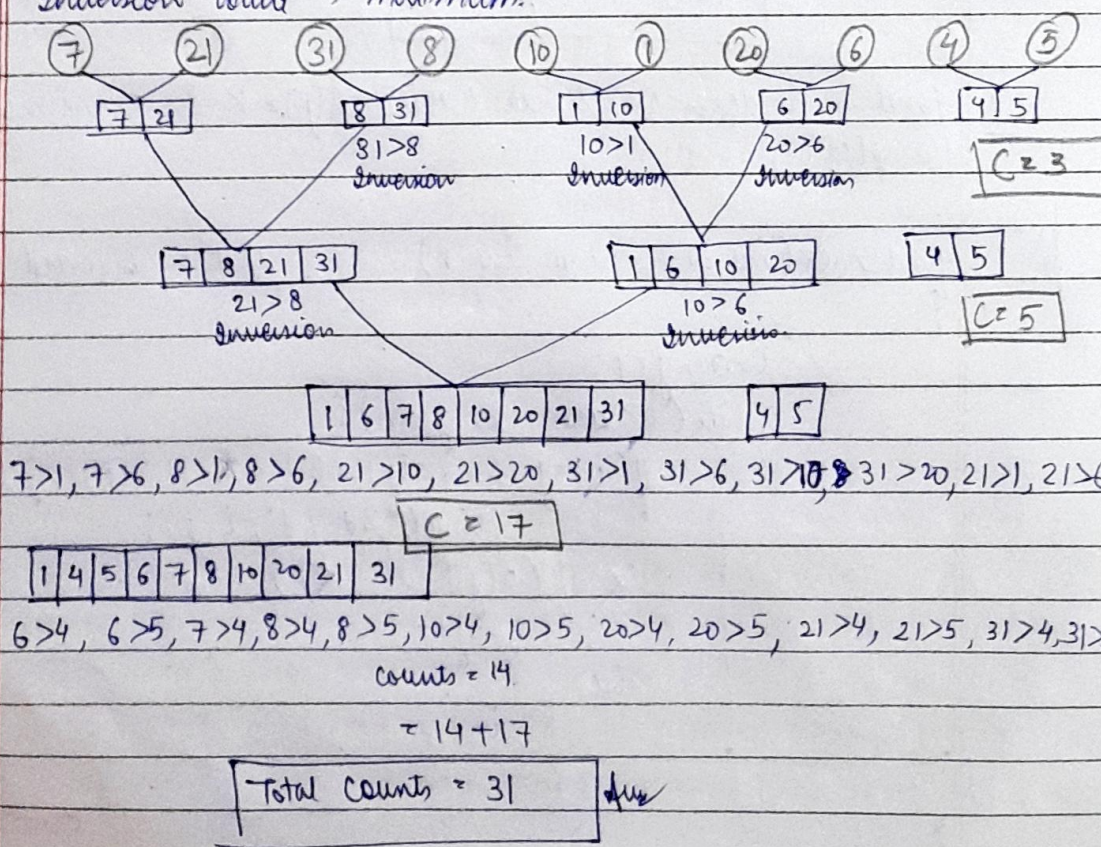 Inversion count maximum.
7 21 31 8 10 1 20 6 4 5
7 21 8 31 1 10 6 20 4 5
31>8 10>1 20>6
Inversion Inversion Inversion
C = 3
7 8 21 31 1 6 10 20 4 5
21>8 10>6
Inversion Inversion
C = 5
1 6 7 8 10 20 21 31 4 5
7>1, 7>6, 8>1, 8>6, 21>10, 21>20, 31>1, 31>6, 31>10, 31>20, 21>1, 21>6
C = 17
1 4 5 6 7 8 10 20 21 31
6>4, 6>5, 7>4, 8>4, 8>5, 10>4, 10>5, 20>4, 20>5, 21>4, 21>5, 31>4, 31>
counts = 14
= 14+17
Total Counts = 31 Ans